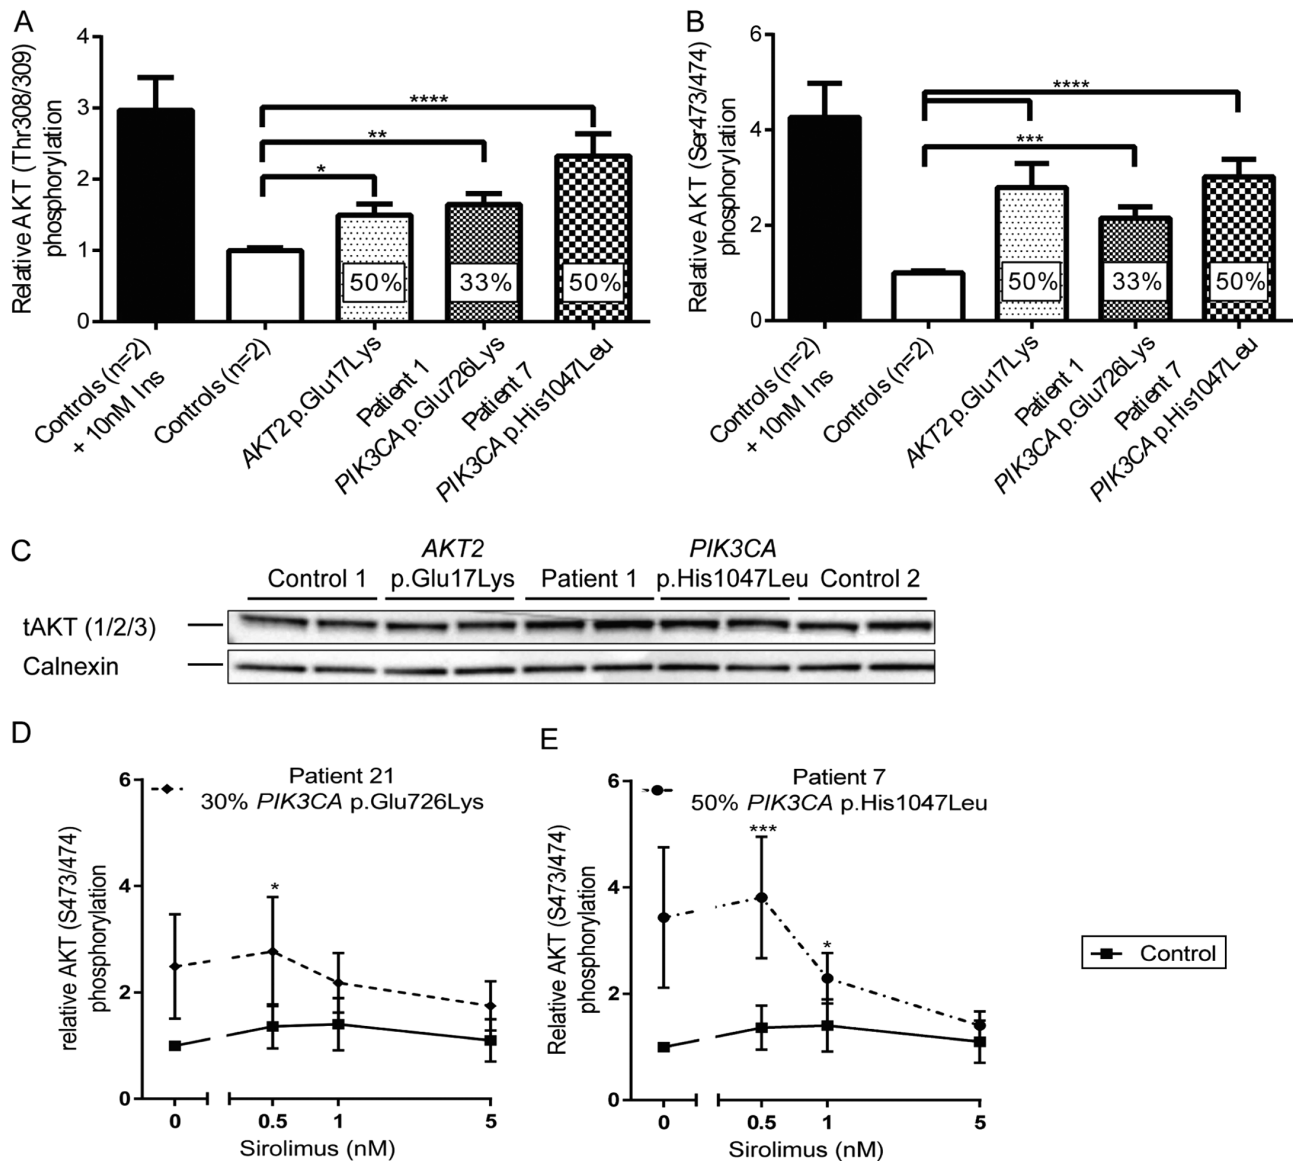 A
Relative AKT (Thr308/309)
phosphorylation
4
3
2
1
0
****
**
*
50%
33%
50%
Controls (n=2)
+ 10nM Ins
Controls (n=2)
AKT2 p.Glu17Lys
Patient 1
PIK3CA p.Glu726Lys
Patient 7
PIK3CA p.His1047Leu
B
Relative AKT (Ser473/474)
phosphorylation
6
4
2
0
****
***
50%
33%
50%
Controls (n=2)
+ 10nM Ins
Controls (n=2)
AKT2 p.Glu17Lys
Patient 1
PIK3CA p.Glu726Lys
Patient 7
PIK3CA p.His1047Leu
C
Control 1
AKT2
p.Glu17Lys
Patient 1
PIK3CA
p.His1047Leu
Control 2
tAKT (1/2/3)
Calnexin
D
Patient 21
30% PIK3CA p.Glu726Lys
relative AKT (S473/474)
phosphorylation
6
4
2
0
*
0
0.5
1
5
Sirolimus (nM)
E
Patient 7
50% PIK3CA p.His1047Leu
Relative AKT (S473/474)
phosphorylation
6
4
2
0
***
*
0
0.5
1
5
Sirolimus (nM)
Control